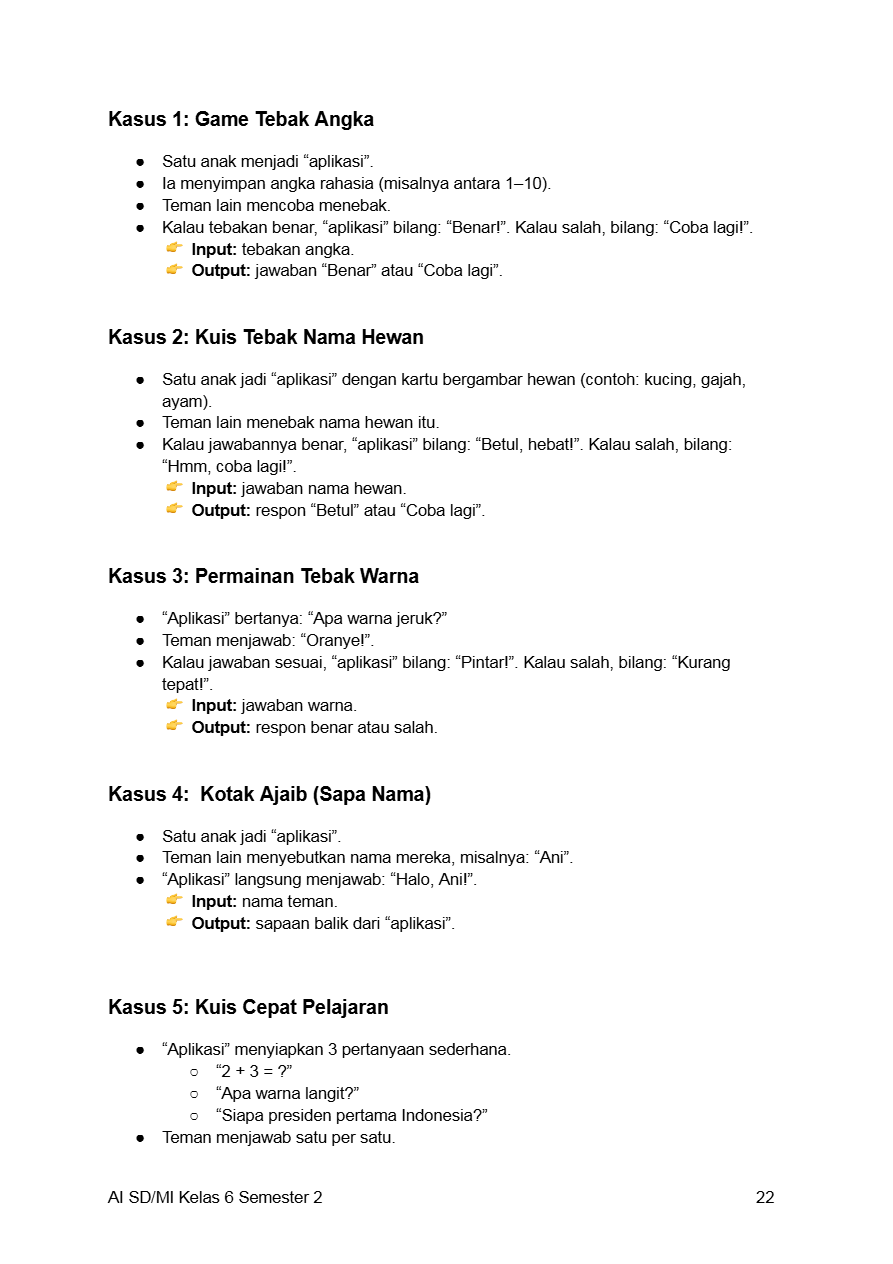 Kasus 1: Game Tebak Angka
● Satu anak menjadi “aplikasi”.
● Ia menyimpan angka rahasia (misalnya antara 1–10).
● Teman lain mencoba menebak.
● Kalau tebakan benar, “aplikasi” bilang: “Benar!”. Kalau salah, bilang: “Coba lagi!”.
👉 Input: tebakan angka.
👉 Output: jawaban “Benar” atau “Coba lagi”.
Kasus 2: Kuis Tebak Nama Hewan
● Satu anak jadi “aplikasi” dengan kartu bergambar hewan (contoh: kucing, gajah,
ayam).
● Teman lain menebak nama hewan itu.
● Kalau jawabannya benar, “aplikasi” bilang: “Betul, hebat!”. Kalau salah, bilang:
“Hmm, coba lagi!”.
👉 Input: jawaban nama hewan.
👉 Output: respon “Betul” atau “Coba lagi”.
Kasus 3: Permainan Tebak Warna
● “Aplikasi” bertanya: “Apa warna jeruk?”
● Teman menjawab: “Oranye!”.
● Kalau jawaban sesuai, “aplikasi” bilang: “Pintar!”. Kalau salah, bilang: “Kurang
tepat!”.
👉 Input: jawaban warna.
👉 Output: respon benar atau salah.
Kasus 4:  Kotak Ajaib (Sapa Nama)
● Satu anak jadi “aplikasi”.
● Teman lain menyebutkan nama mereka, misalnya: “Ani”.
● “Aplikasi” langsung menjawab: “Halo, Ani!”.
👉 Input: nama teman.
👉 Output: sapaan balik dari “aplikasi”.
Kasus 5: Kuis Cepat Pelajaran
● “Aplikasi” menyiapkan 3 pertanyaan sederhana.
○ “2 + 3 = ?”
○ “Apa warna langit?”
○ “Siapa presiden pertama Indonesia?”
● Teman menjawab satu per satu.
AI SD/MI Kelas 6 Semester 2 22